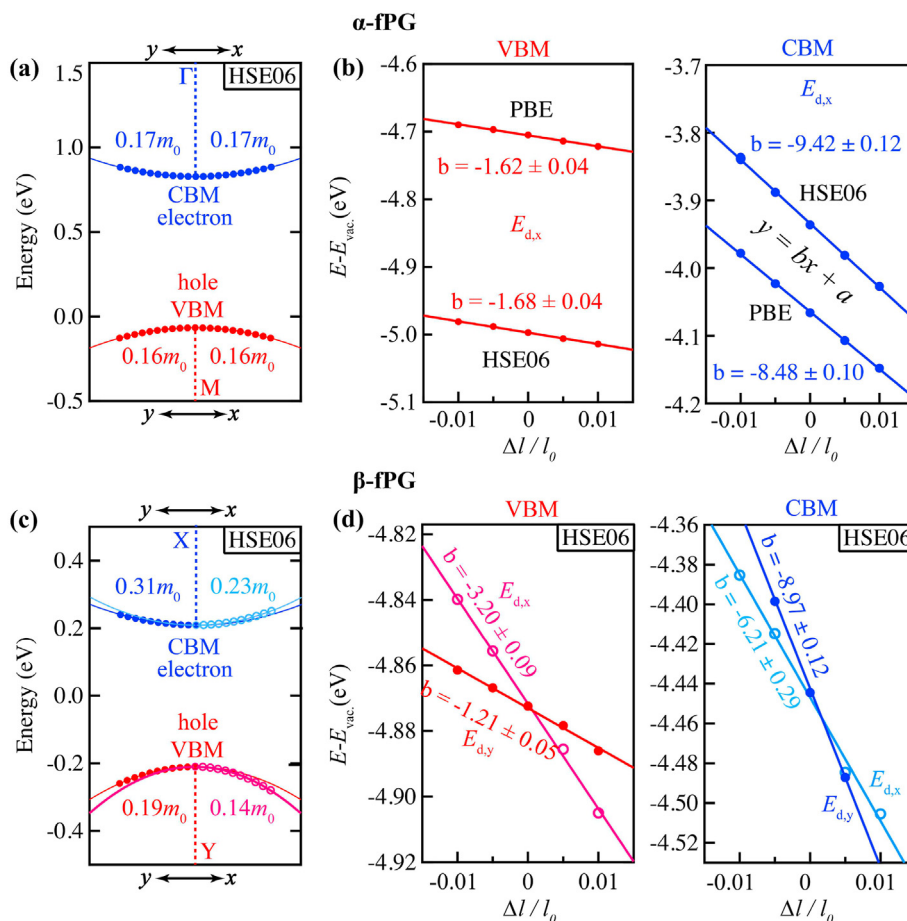 α-fPG
(a)
y x
HSE06
Γ
0.17m0 0.17m0
CBM
electron
hole
VBM
0.16m0 0.16m0
M
y x
Energy (eV)
1.5
1.0
0.5
0.0
-0.5
(b)
VBM
PBE
b = -1.62 ± 0.04
Ed,x
b = -1.68 ± 0.04
HSE06
E-Evac.(eV)
-4.6
-4.7
-4.8
-4.9
-5.0
-5.1
-0.01 0 0.01
Δl / l0
CBM
Ed,x
b = -9.42 ± 0.12
HSE06
y = bx + a
PBE
b = -8.48 ± 0.10
-3.7
-3.8
-3.9
-4.0
-4.1
-4.2
-0.01 0 0.01
Δl / l0
β-fPG
(c)
y x
HSE06
X
0.31m0 0.23m0
CBM
electron
hole
VBM
0.19m0 0.14m0
Y
y x
Energy (eV)
0.4
0.2
0.0
-0.2
-0.4
(d)
VBM
HSE06
b = -3.20 ± 0.09
Ed,x
b = -1.21 ± 0.05
Ed,y
E-Evac.(eV)
-4.82
-4.84
-4.86
-4.88
-4.90
-4.92
-0.01 0 0.01
Δl / l0
CBM
HSE06
b = -8.97 ± 0.12
b = -6.21 ± 0.29
Ed,x
Ed,y
-4.36
-4.38
-4.40
-4.42
-4.44
-4.46
-4.48
-4.50
-4.52
-0.01 0 0.01
Δl / l0